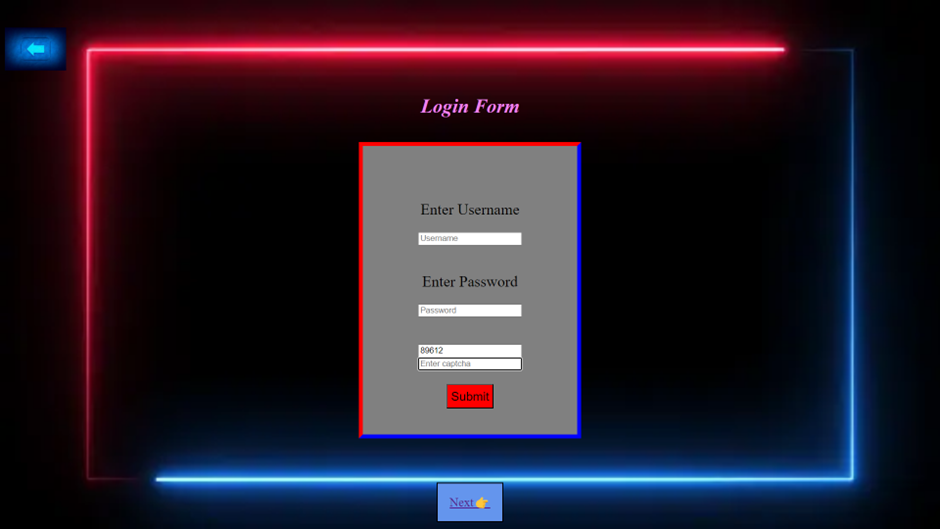 Login Form
Enter Username
Username
Enter Password
Password
89612
Enter captcha
Submit
Next👉